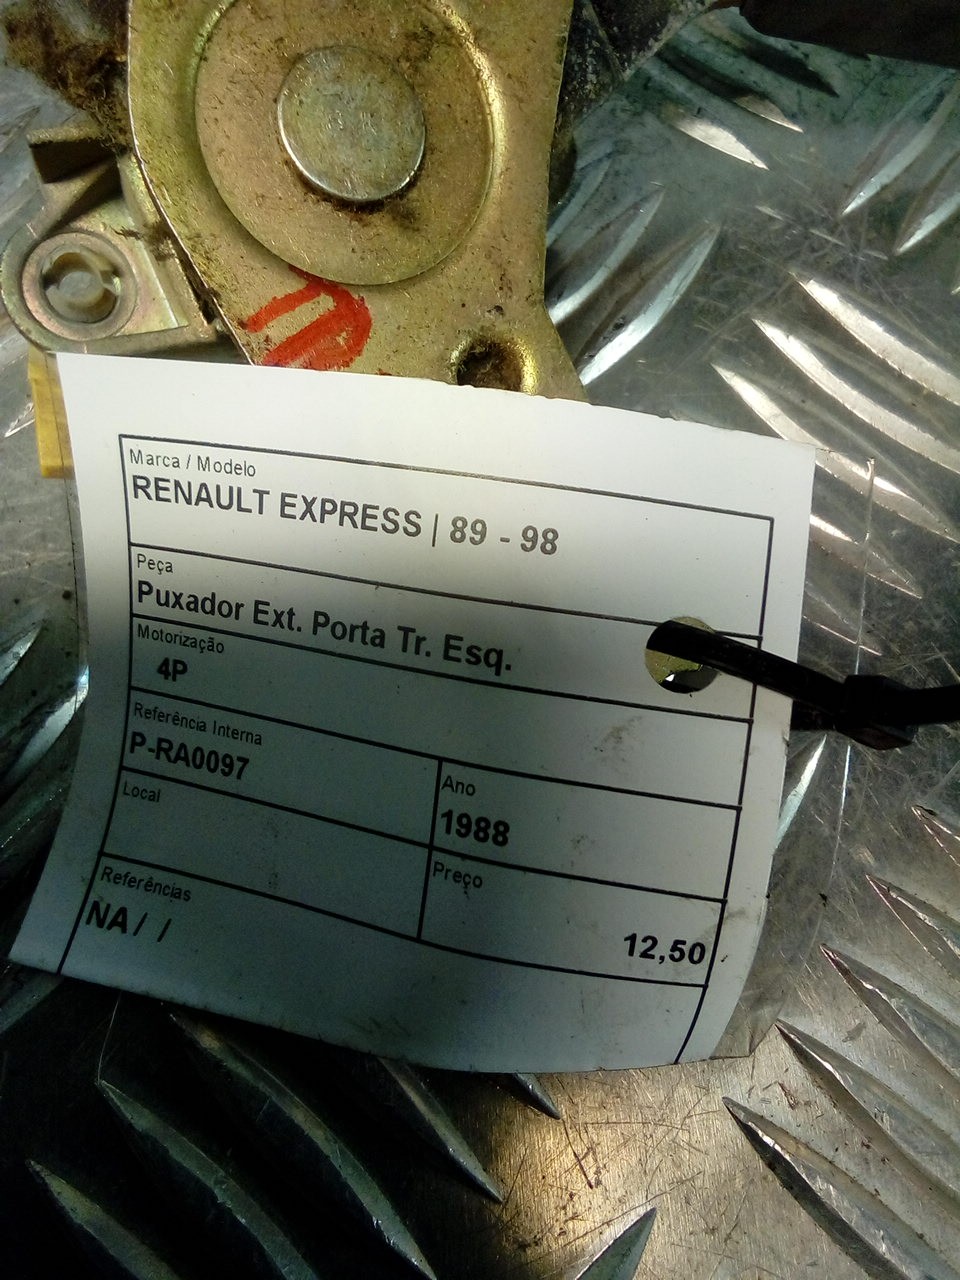 Marca / Modelo
RENAULT EXPRESS | 89 - 98
Peça
Puxador Ext. Porta Tr. Esq.
Motorização
4P
Referência Interna
P-RA0097
Ano
1988
Local
Preço
12,50
Referências
NA / /